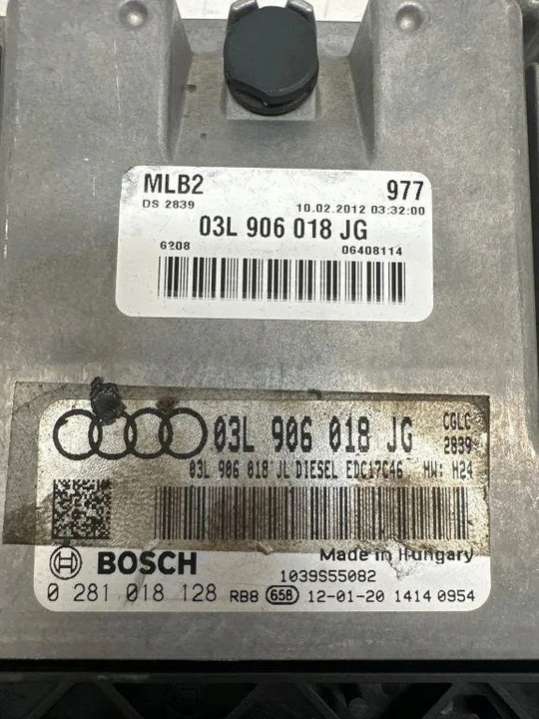 MLB2 977
DS 2839 10.02.2012 03:32:00
03L 906 018 JG
6208 06408114
03L 906 018 JG CGLC
2839
03L 906 018 JL DIESEL EDC17C46 HW: H24
BOSCH Made in Hungary
1039S55082
0 281 018 128 RB8 658 12-01-20 1414 0954